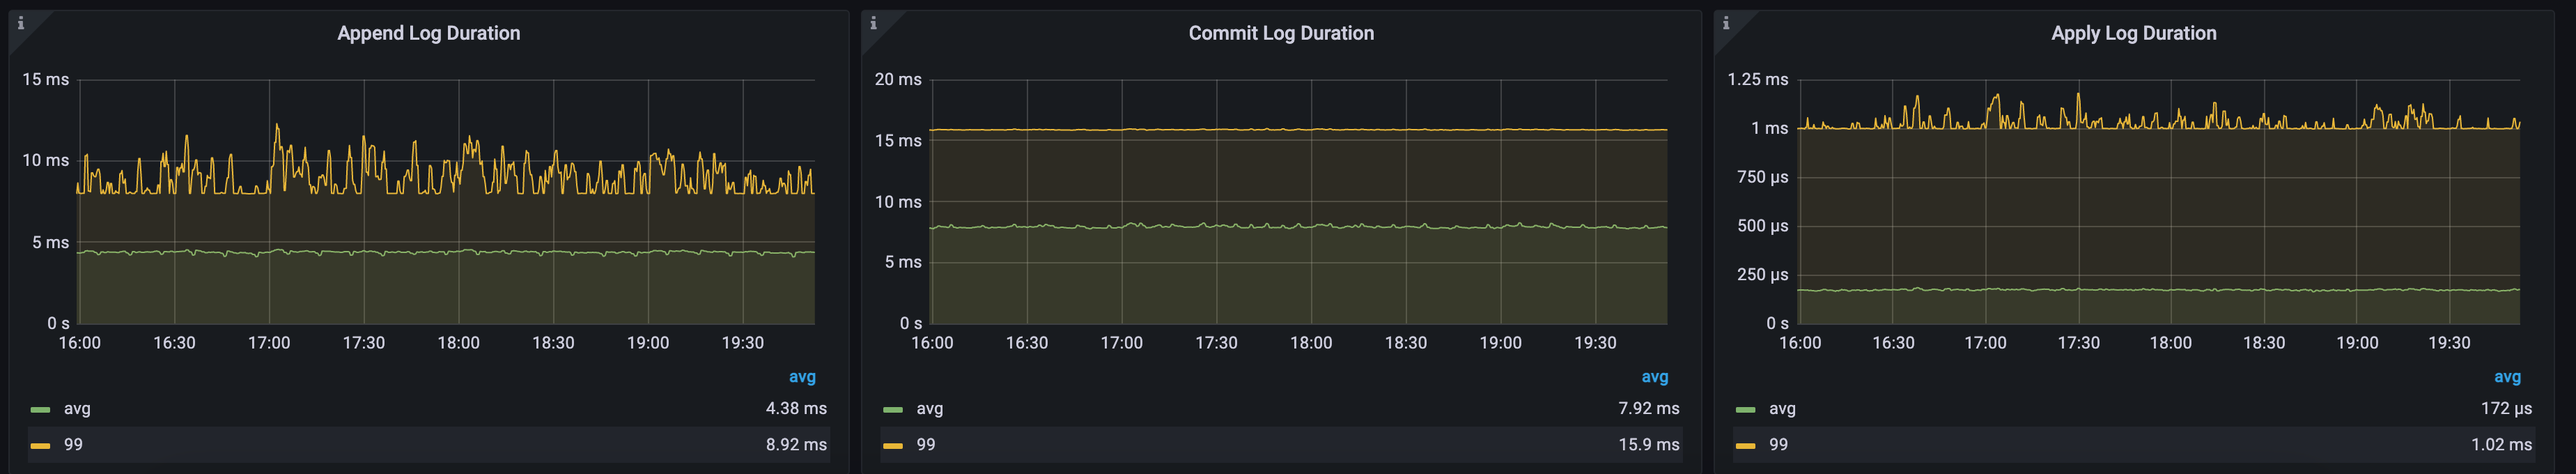 i
Append Log Duration
15 ms
10 ms
5 ms
0 s
16:00 16:30 17:00 17:30 18:00 18:30 19:00 19:30
avg
avg 4.38 ms
99 8.92 ms
i
Commit Log Duration
20 ms
15 ms
10 ms
5 ms
0 s
16:00 16:30 17:00 17:30 18:00 18:30 19:00 19:30
avg
avg 7.92 ms
99 15.9 ms
i
Apply Log Duration
1.25 ms
1 ms
750 µs
500 µs
250 µs
0 s
16:00 16:30 17:00 17:30 18:00 18:30 19:00 19:30
avg
avg 172 µs
99 1.02 ms